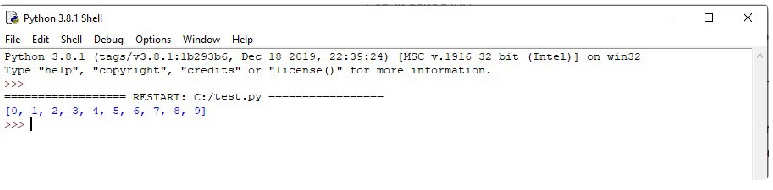 Python 3.8.1 Shell
File Edit Shell Debug Options Window Help
Python 3.8.1 (tags/v3.8.1:1b293b6, Dec 18 2019, 22:39:24) [MSC v.1916 32 bit (Intel)] on win32
Type "help", "copyright", "credits" or "license()" for more information.
>>>
================== RESTART: C:/test.py =================
[0, 1, 2, 3, 4, 5, 6, 7, 8, 9]
>>>